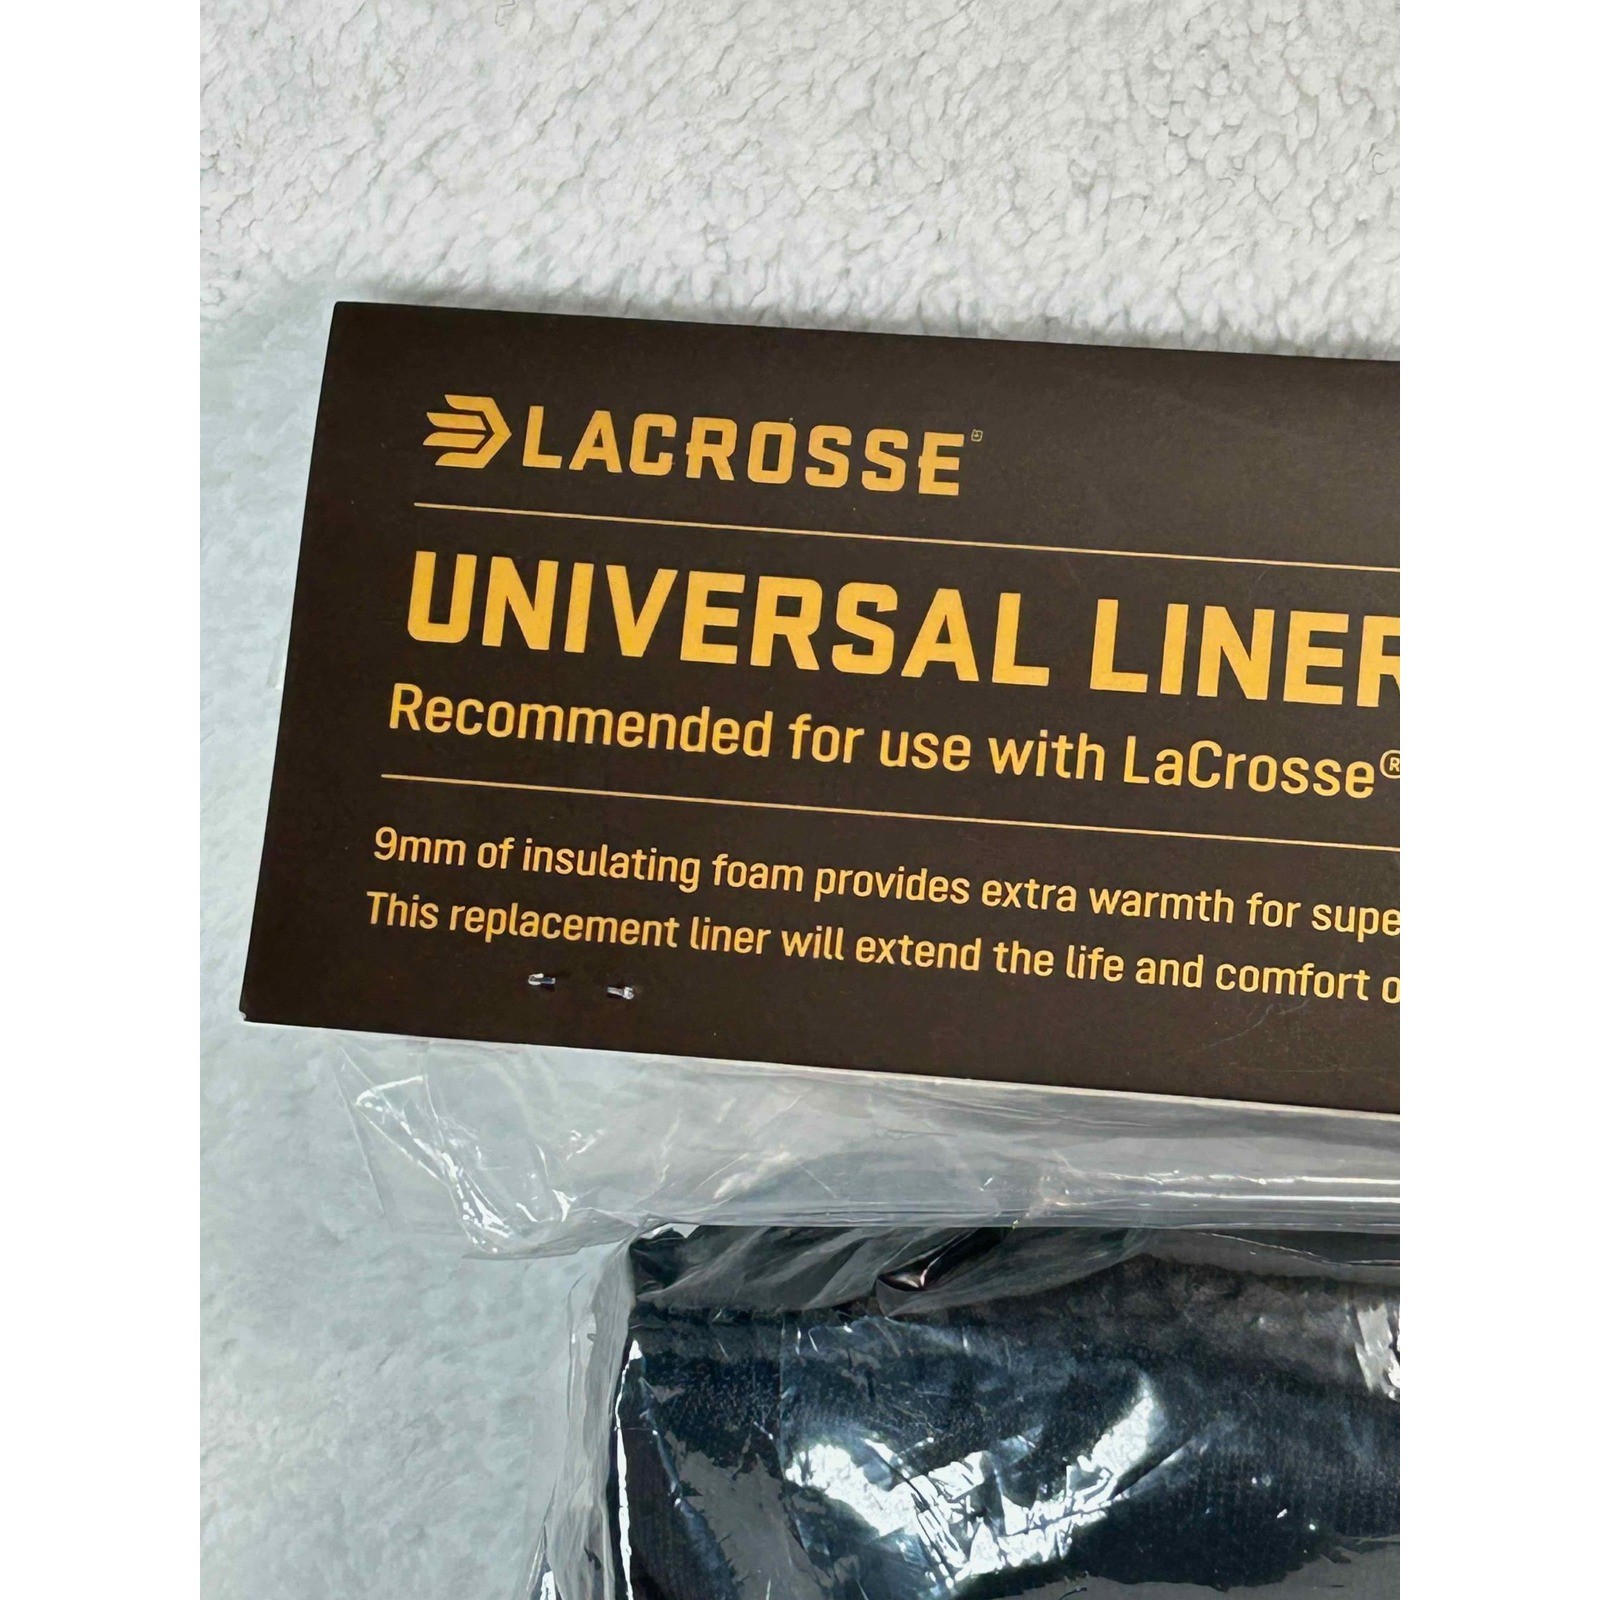 LACROSSE
UNIVERSAL LINER
Recommended for use with LaCrosse®
9mm of insulating foam provides extra warmth for supe
This replacement liner will extend the life and comfort o